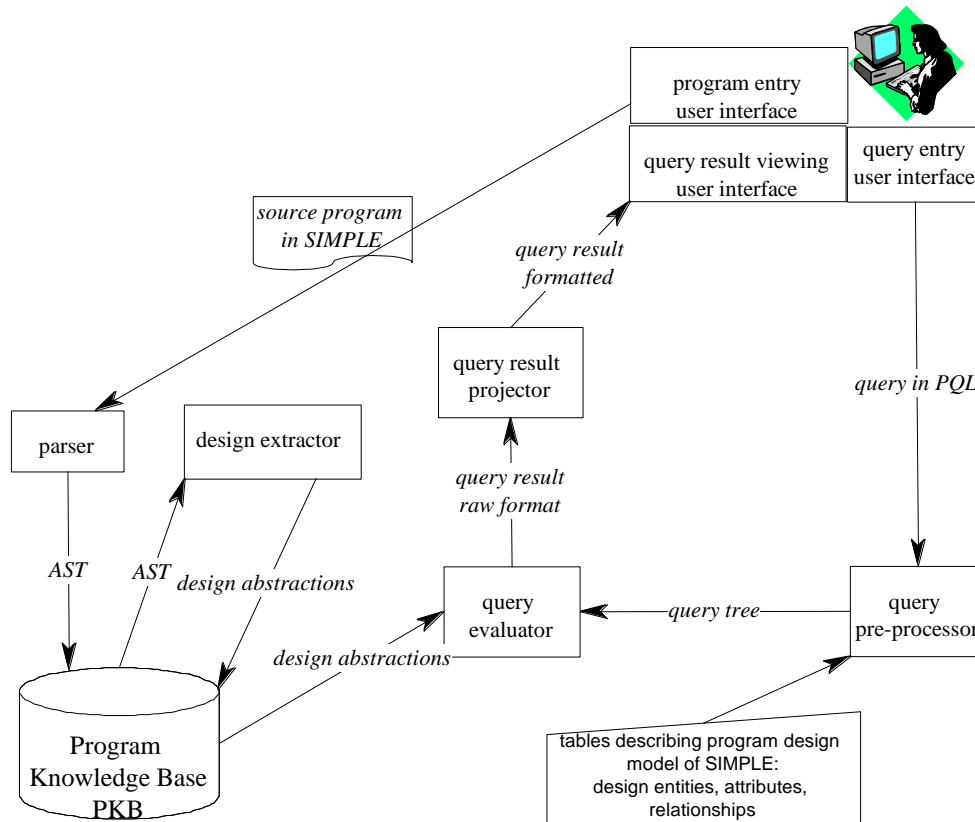 program entry
user interface
query result viewing
user interface
query entry
user interface
source program
in SIMPLE
query result
formatted
query result
projector
query in PQL
parser
design extractor
query result
raw format
AST
AST
design abstractions
query
evaluator
query tree
query
pre-processor
design abstractions
Program
Knowledge Base
PKB
tables describing program design
model of SIMPLE:
design entities, attributes,
relationships